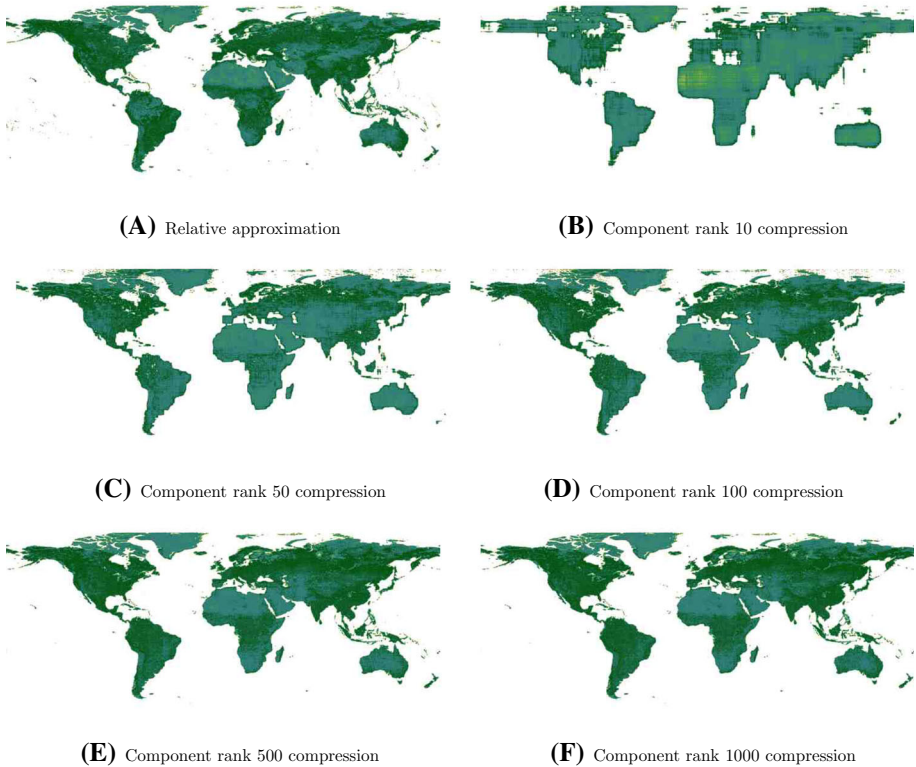 (A) Relative approximation
(B) Component rank 10 compression
(C) Component rank 50 compression
(D) Component rank 100 compression
(E) Component rank 500 compression
(F) Component rank 1000 compression